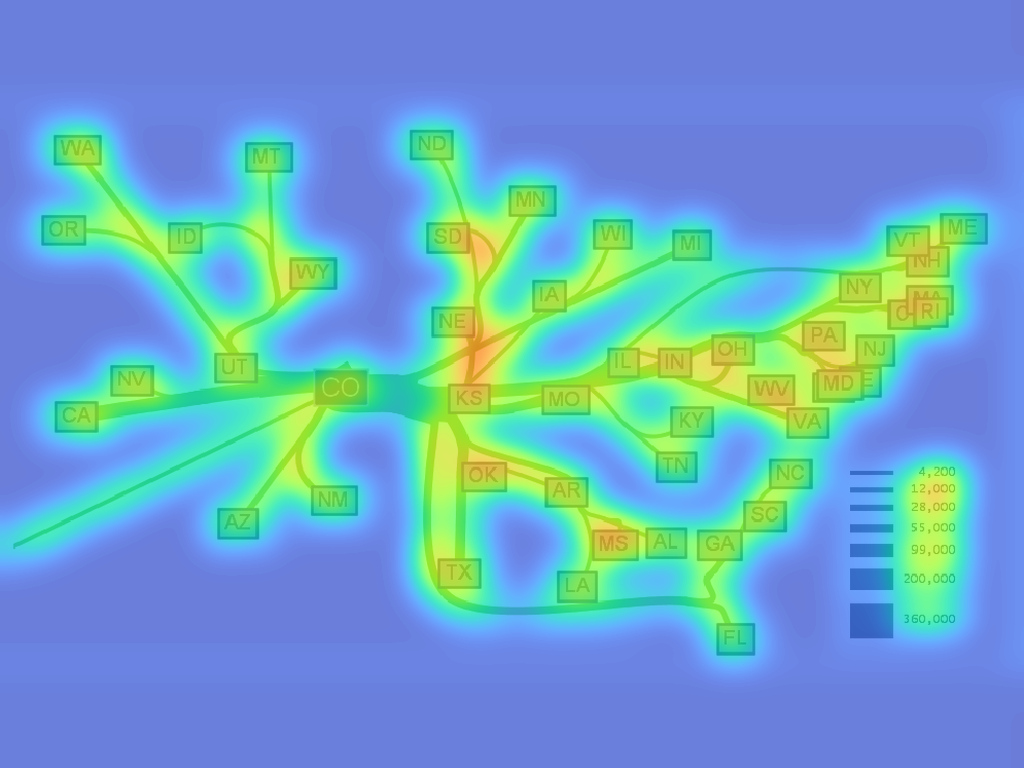 WA
MT
ND
MN
OR
ID
SD
WI
MI
VT
ME
WY
NH
IA
NY
MA
NE
RI
PA
UT
IL
IN
OH
NJ
NV
CO
KS
MO
WV
MD
CA
KY
VA
TN
OK
NC
AR
NM
AZ
SC
MS
AL
GA
TX
LA
FL
4,200
12,000
28,000
55,000
99,000
200,000
360,000